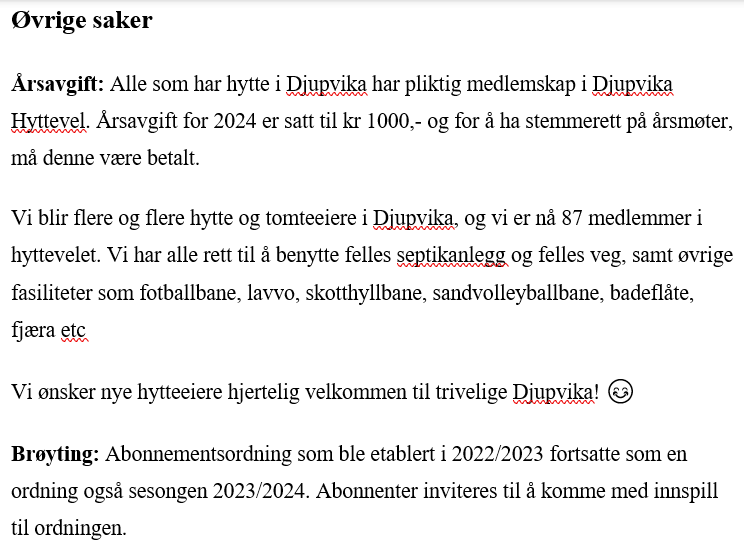 Øvrige saker
Årsavgift: Alle som har hytte i Djupvika har pliktig medlemskap i Djupvika
Hyttevel. Årsavgift for 2024 er satt til kr 1000,- og for å ha stemmerett på årsmøter,
må denne være betalt.
Vi blir flere og flere hytte og tomteeiere i Djupvika, og vi er nå 87 medlemmer i
hyttevelet. Vi har alle rett til å benytte felles septikanlegg og felles veg, samt øvrige
fasiliteter som fotballbane, lavvo, skotthyllbane, sandvolleyballbane, badeflåte,
fjæra etc
Vi ønsker nye hytteeiere hjertelig velkommen til trivelige Djupvika! 😊
Brøyting: Abonnementsordning som ble etablert i 2022/2023 fortsatte som en
ordning også sesongen 2023/2024. Abonnenter inviteres til å komme med innspill
til ordningen.